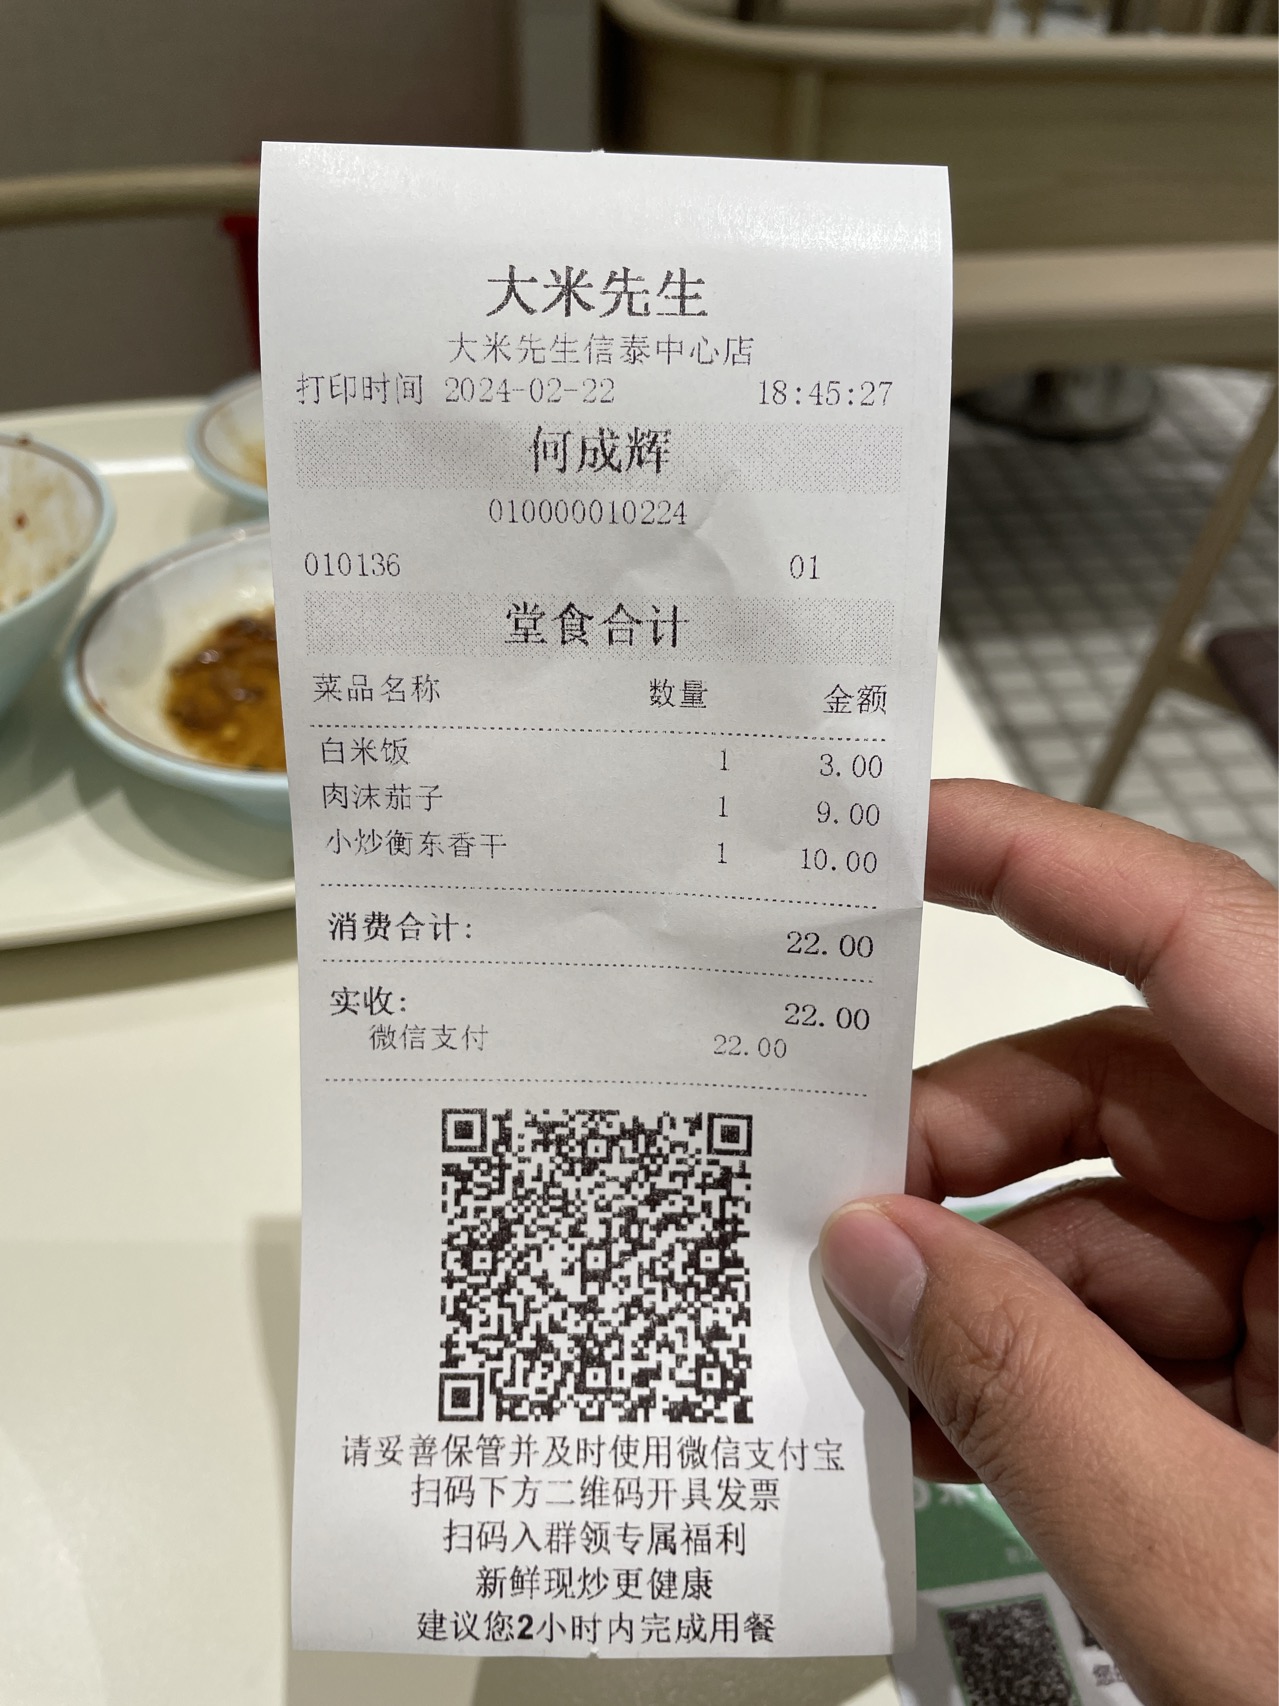 大米先生
大米先生信泰中心店
打印时间 2024-02-22 18:45:27
何成辉
010000010224
010136 01
堂食合计
菜品名称 数量 金额
白米饭 1 3.00
肉沫茄子 1 9.00
小炒衡东香干 1 10.00
消费合计: 22.00
实收: 22.00
微信支付 22.00
请妥善保管并及时使用微信支付宝
扫码下方二维码开具发票
扫码入群领专属福利
新鲜现炒更健康
建议您2小时内完成用餐